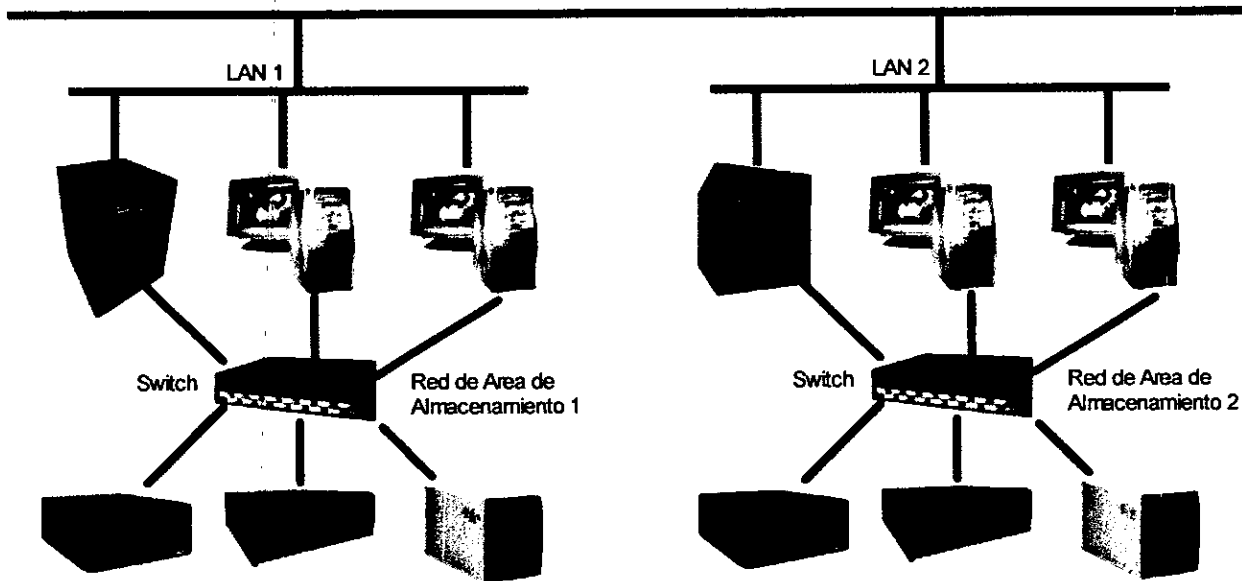 LAN 1
LAN 2
Switch
Red de Area de
Almacenamiento 1
Switch
Red de Area de
Almacenamiento 2